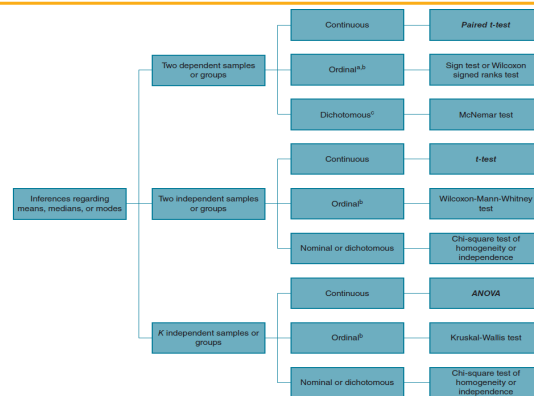 Continuous
Paired t-test
Two dependent samples
or groups
Ordinalᵃ,ᵇ
Sign test or Wilcoxon
signed ranks test
Dichotomousᶜ
McNemar test
Continuous
t-test
Inferences regarding
means, medians, or modes
Two independent samples
or groups
Ordinalᵇ
Wilcoxon-Mann-Whitney
test
Nominal or dichotomous
Chi-square test of
homogeneity or
independence
Continuous
ANOVA
K independent samples or
groups
Ordinalᵇ
Kruskal-Wallis test
Nominal or dichotomous
Chi-square test of
homogeneity or
independence